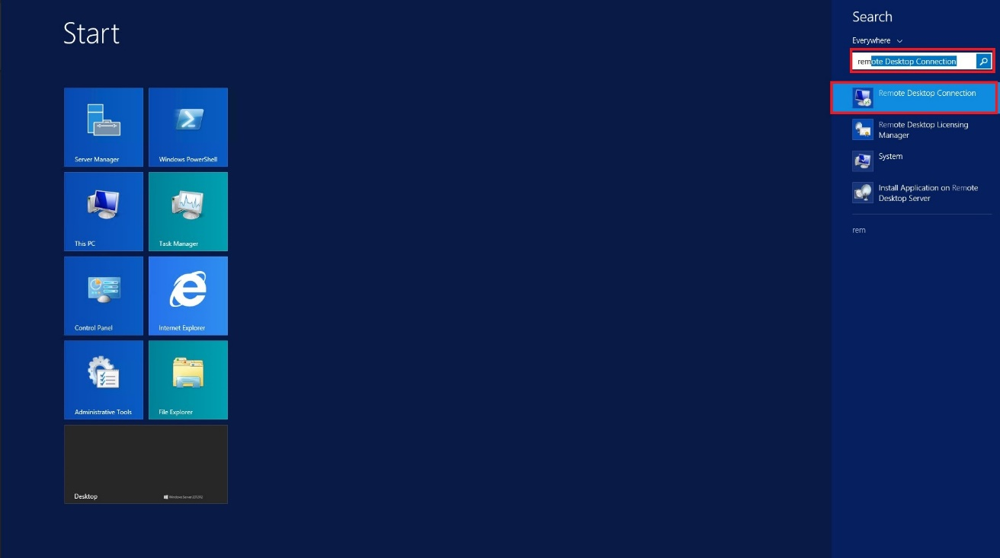 Start
Server Manager
Windows PowerShell
This PC
Task Manager
Control Panel
Internet Explorer
Administrative Tools
File Explorer
Desktop
Windows Server 2012 R2
Search
Everywhere
remote Desktop Connection
Remote Desktop Connection
Remote Desktop Licensing
Manager
System
Install Application on Remote
Desktop Server
rem